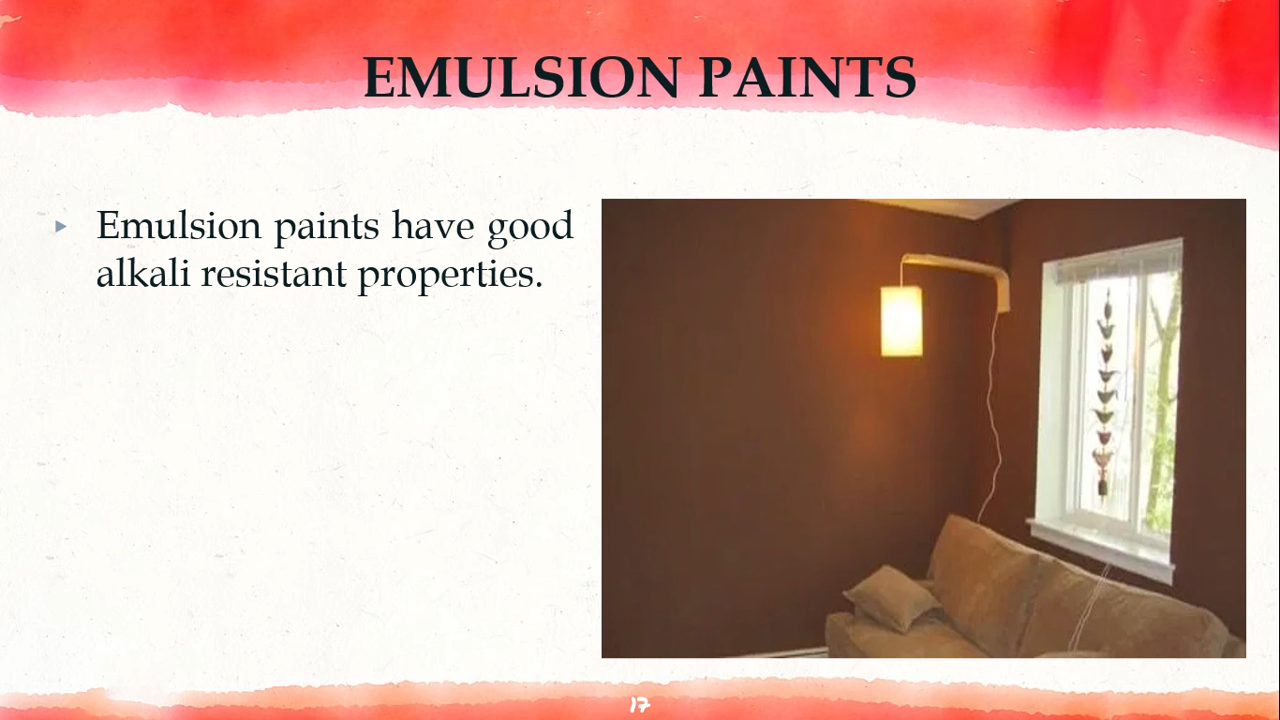 EMULSION PAINTS
▸ Emulsion paints have good
alkali resistant properties.
17